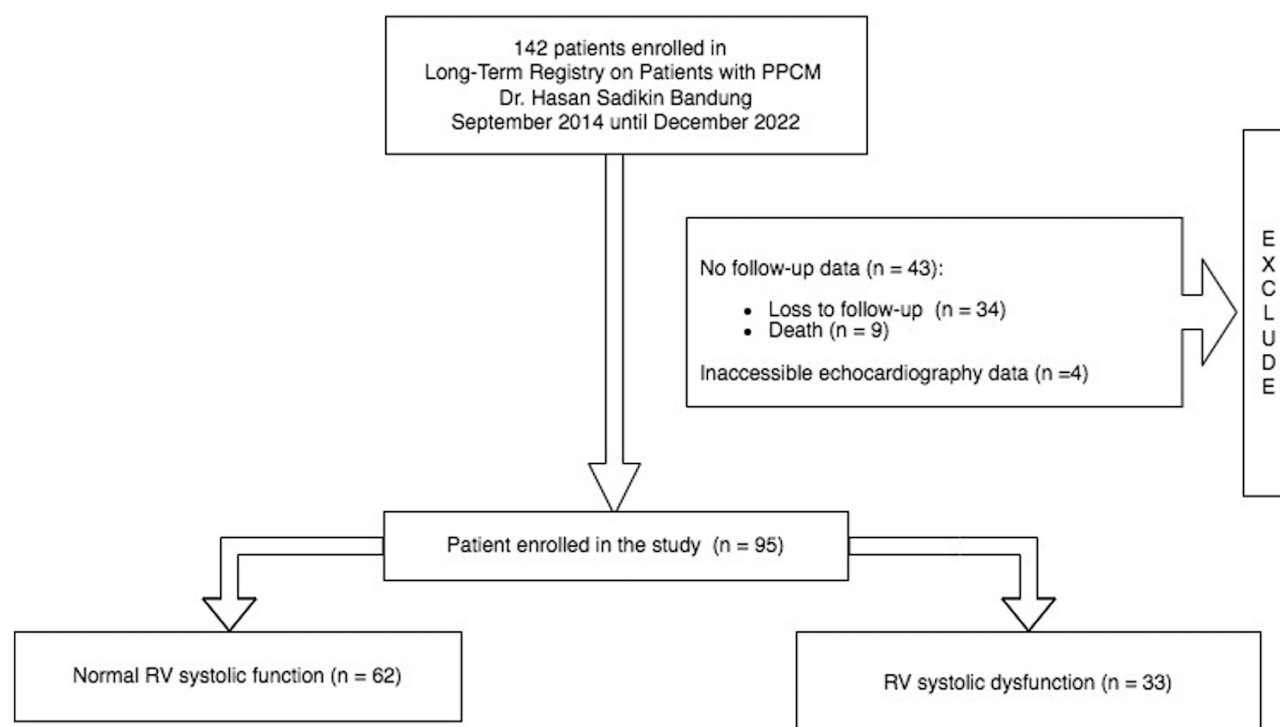 142 patients enrolled in
Long-Term Registry on Patients with PPCM
Dr. Hasan Sadikin Bandung
September 2014 until December 2022
No follow-up data (n = 43):
• Loss to follow-up (n = 34)
• Death (n = 9)
Inaccessible echocardiography data (n =4)
E
X
C
L
U
D
E
Patient enrolled in the study (n = 95)
Normal RV systolic function (n = 62)
RV systolic dysfunction (n = 33)